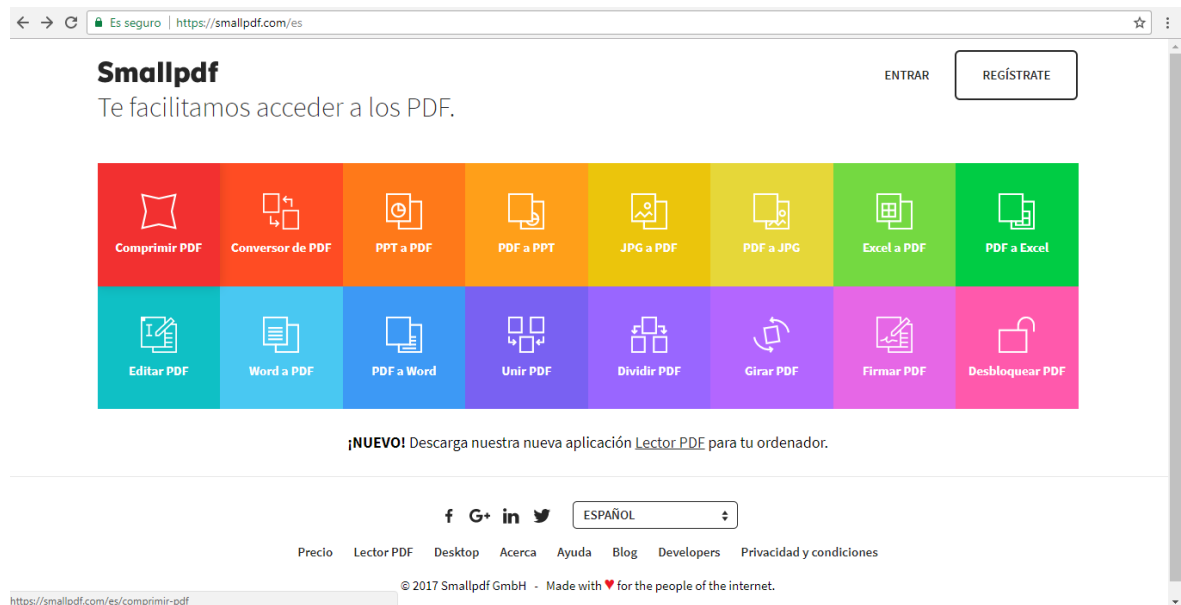 Es seguro https://smallpdf.com/es
Smallpdf
ENTRAR REGÍSTRATE
Te facilitamos acceder a los PDF.
Comprimir PDF Conversor de PDF PPT a PDF PDF a PPT JPG a PDF PDF a JPG Excel a PDF PDF a Excel
Editar PDF Word a PDF PDF a Word Unir PDF Dividir PDF Girar PDF Firmar PDF Desbloquear PDF
¡NUEVO! Descarga nuestra nueva aplicación Lector PDF para tu ordenador.
ESPAÑOL
Precio Lector PDF Desktop Acerca Ayuda Blog Developers Privacidad y condiciones
© 2017 Smallpdf GmbH - Made with ♥ for the people of the internet.
https://smallpdf.com/es/comprimir-pdf